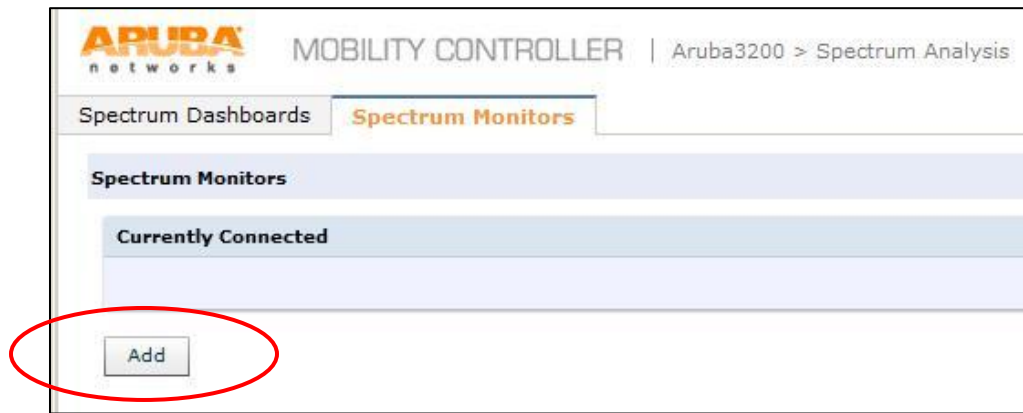 ARUBA networks MOBILITY CONTROLLER | Aruba3200 > Spectrum Analysis
Spectrum Dashboards Spectrum Monitors
Spectrum Monitors
Currently Connected
Add